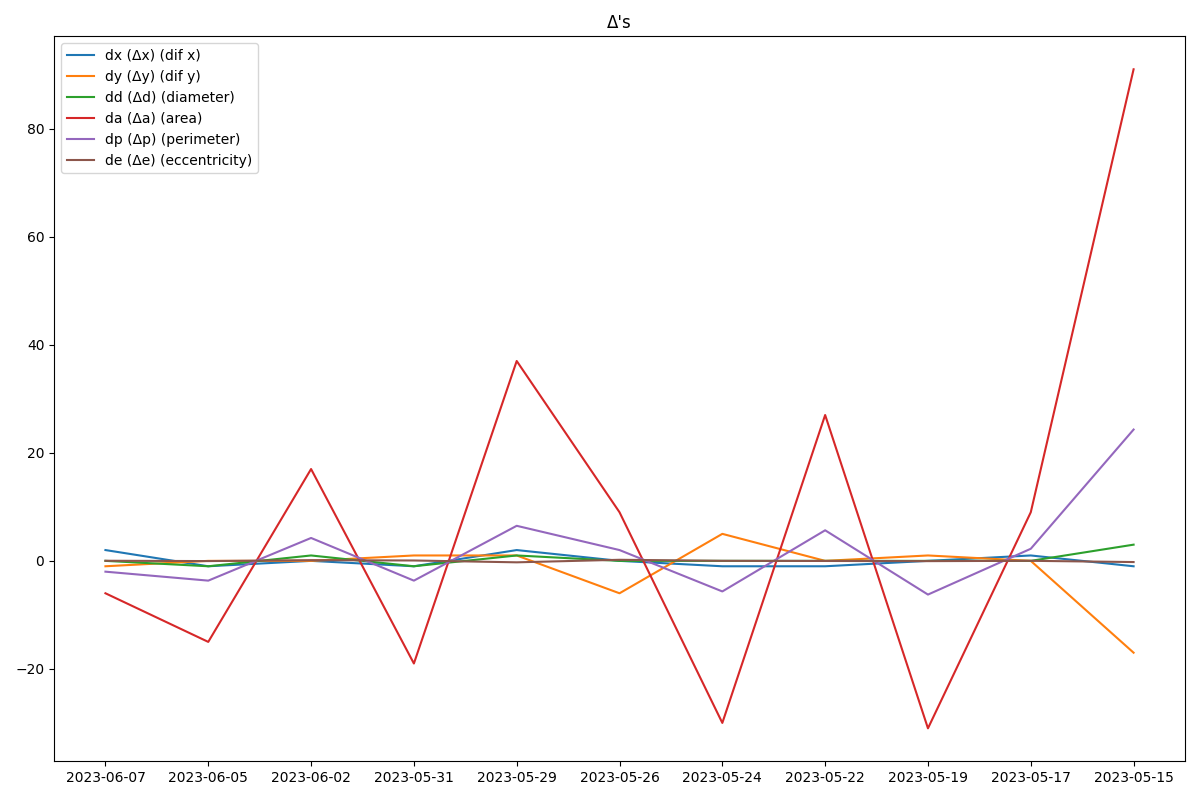 Δ's
dx (Δx) (dif x)
dy (Δy) (dif y)
dd (Δd) (diameter)
da (Δa) (area)
dp (Δp) (perimeter)
de (Δe) (eccentricity)
80
60
40
20
0
−20
2023-06-07 2023-06-05 2023-06-02 2023-05-31 2023-05-29 2023-05-26 2023-05-24 2023-05-22 2023-05-19 2023-05-17 2023-05-15